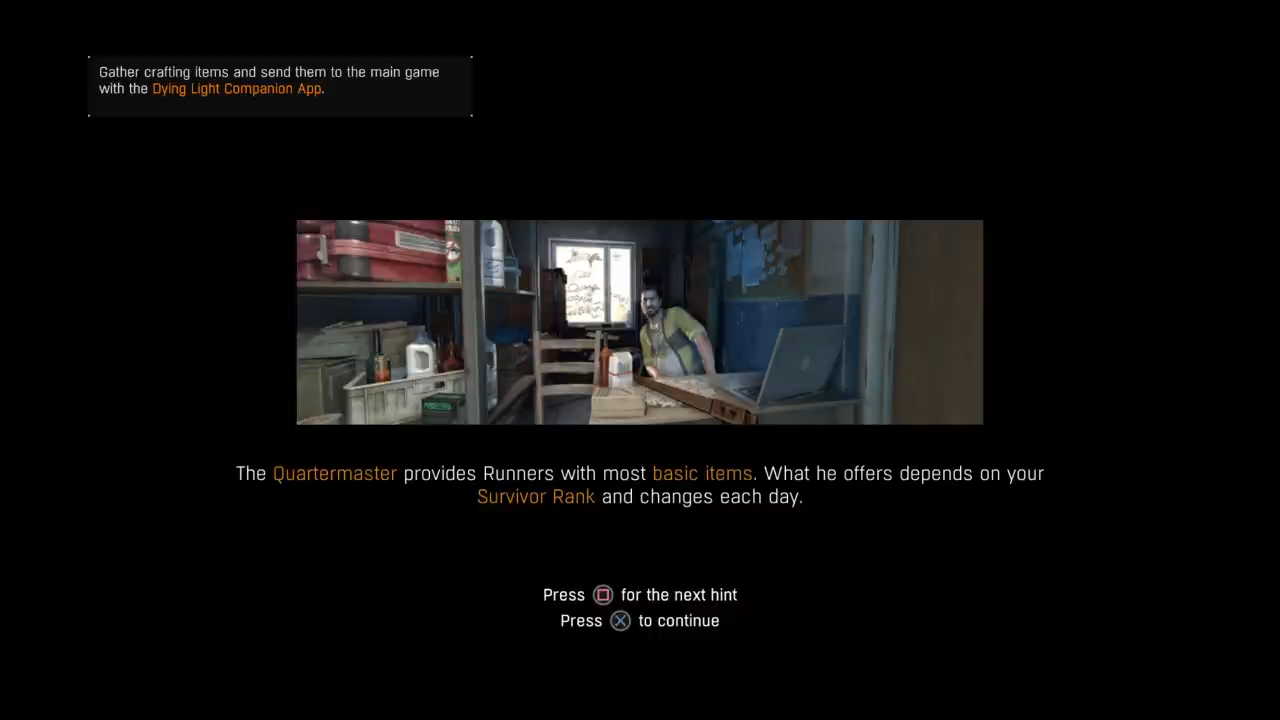 Gather crafting items and send them to the main game
with the Dying Light Companion App.
The Quartermaster provides Runners with most basic items. What he offers depends on your
Survivor Rank and changes each day.
Press for the next hint
Press to continue